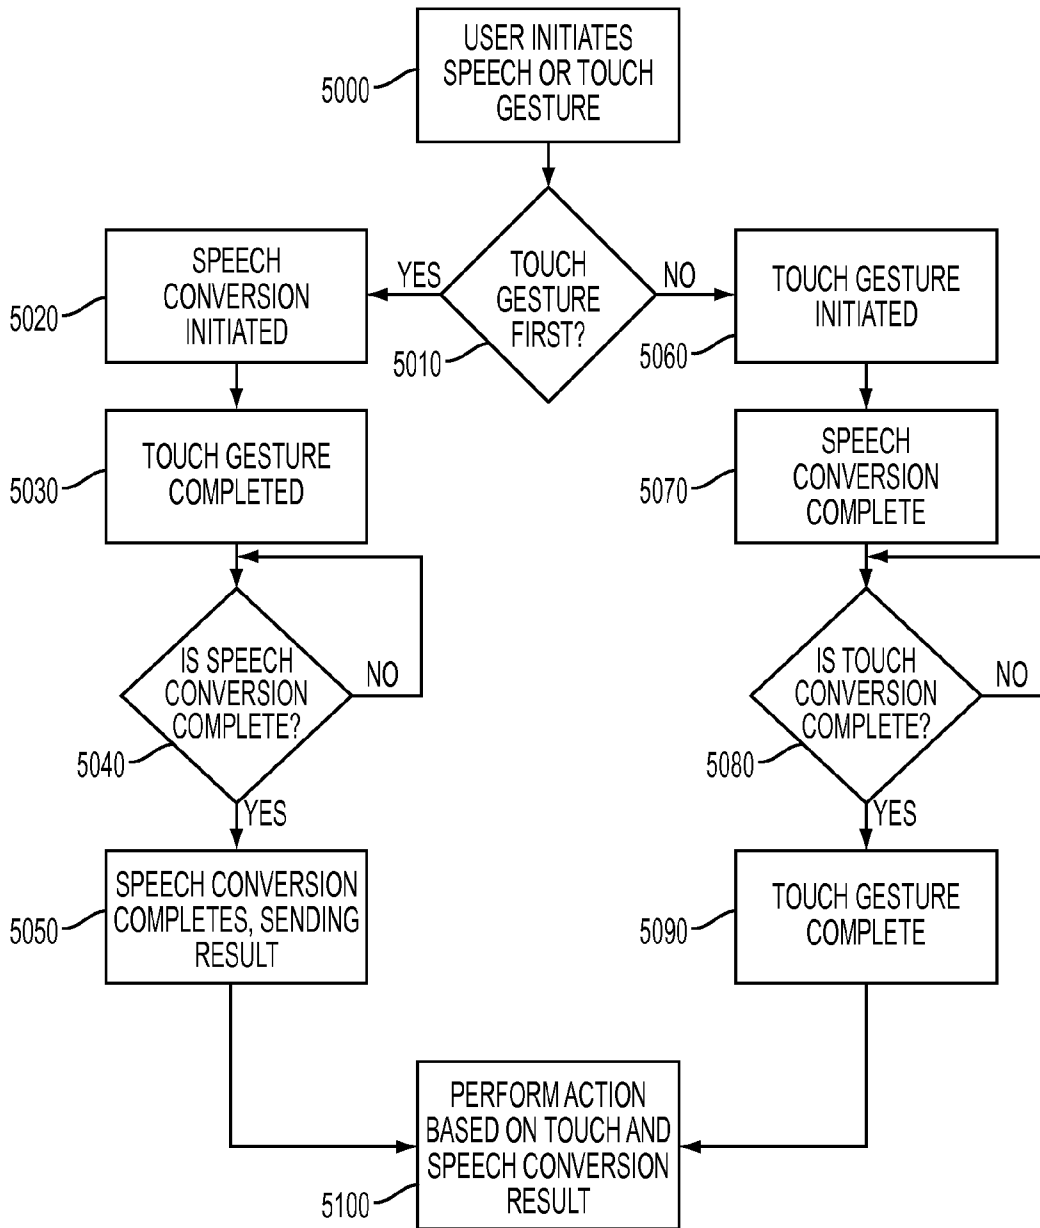 USER INITIATES
SPEECH OR TOUCH
GESTURE
5000
TOUCH
GESTURE
FIRST?
5010
YES
NO
SPEECH
CONVERSION
INITIATED
5020
TOUCH GESTURE
INITIATED
5060
TOUCH GESTURE
COMPLETED
5030
SPEECH
CONVERSION
COMPLETE
5070
IS SPEECH
CONVERSION
COMPLETE?
5040
NO
YES
IS TOUCH
CONVERSION
COMPLETE?
5080
NO
YES
SPEECH CONVERSION
COMPLETES, SENDING
RESULT
5050
TOUCH GESTURE
COMPLETE
5090
PERFORM ACTION
BASED ON TOUCH AND
SPEECH CONVERSION
RESULT
5100